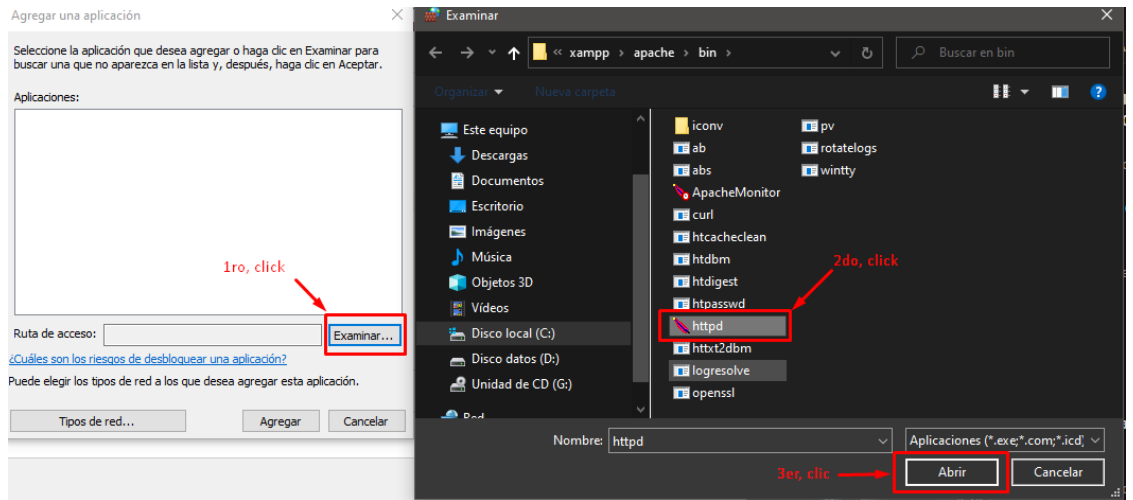 Agregar una aplicación
Seleccione la aplicación que desea agregar o haga clic en Examinar para
buscar una que no aparezca en la lista y, después, haga clic en Aceptar.
Aplicaciones:
1ro, click
Ruta de acceso:
Examinar...
¿Cuáles son los riesgos de desbloquear una aplicación?
Puede elegir los tipos de red a los que desea agregar esta aplicación.
Tipos de red...
Agregar
Cancelar
Examinar
« xampp › apache › bin ›
Buscar en bin
Organizar
Nueva carpeta
Este equipo
Descargas
Documentos
Escritorio
Imágenes
Música
Objetos 3D
Vídeos
Disco local (C:)
Disco datos (D:)
Unidad de CD (G:)
Red
iconv
ab
abs
ApacheMonitor
curl
htcacheclean
htdbm
htdigest
htpasswd
httpd
httxt2dbm
logresolve
openssl
pv
rotatelogs
wintty
2do, click
Nombre:
httpd
Aplicaciones (*.exe;*.com;*.icd)
3er, clic
Abrir
Cancelar